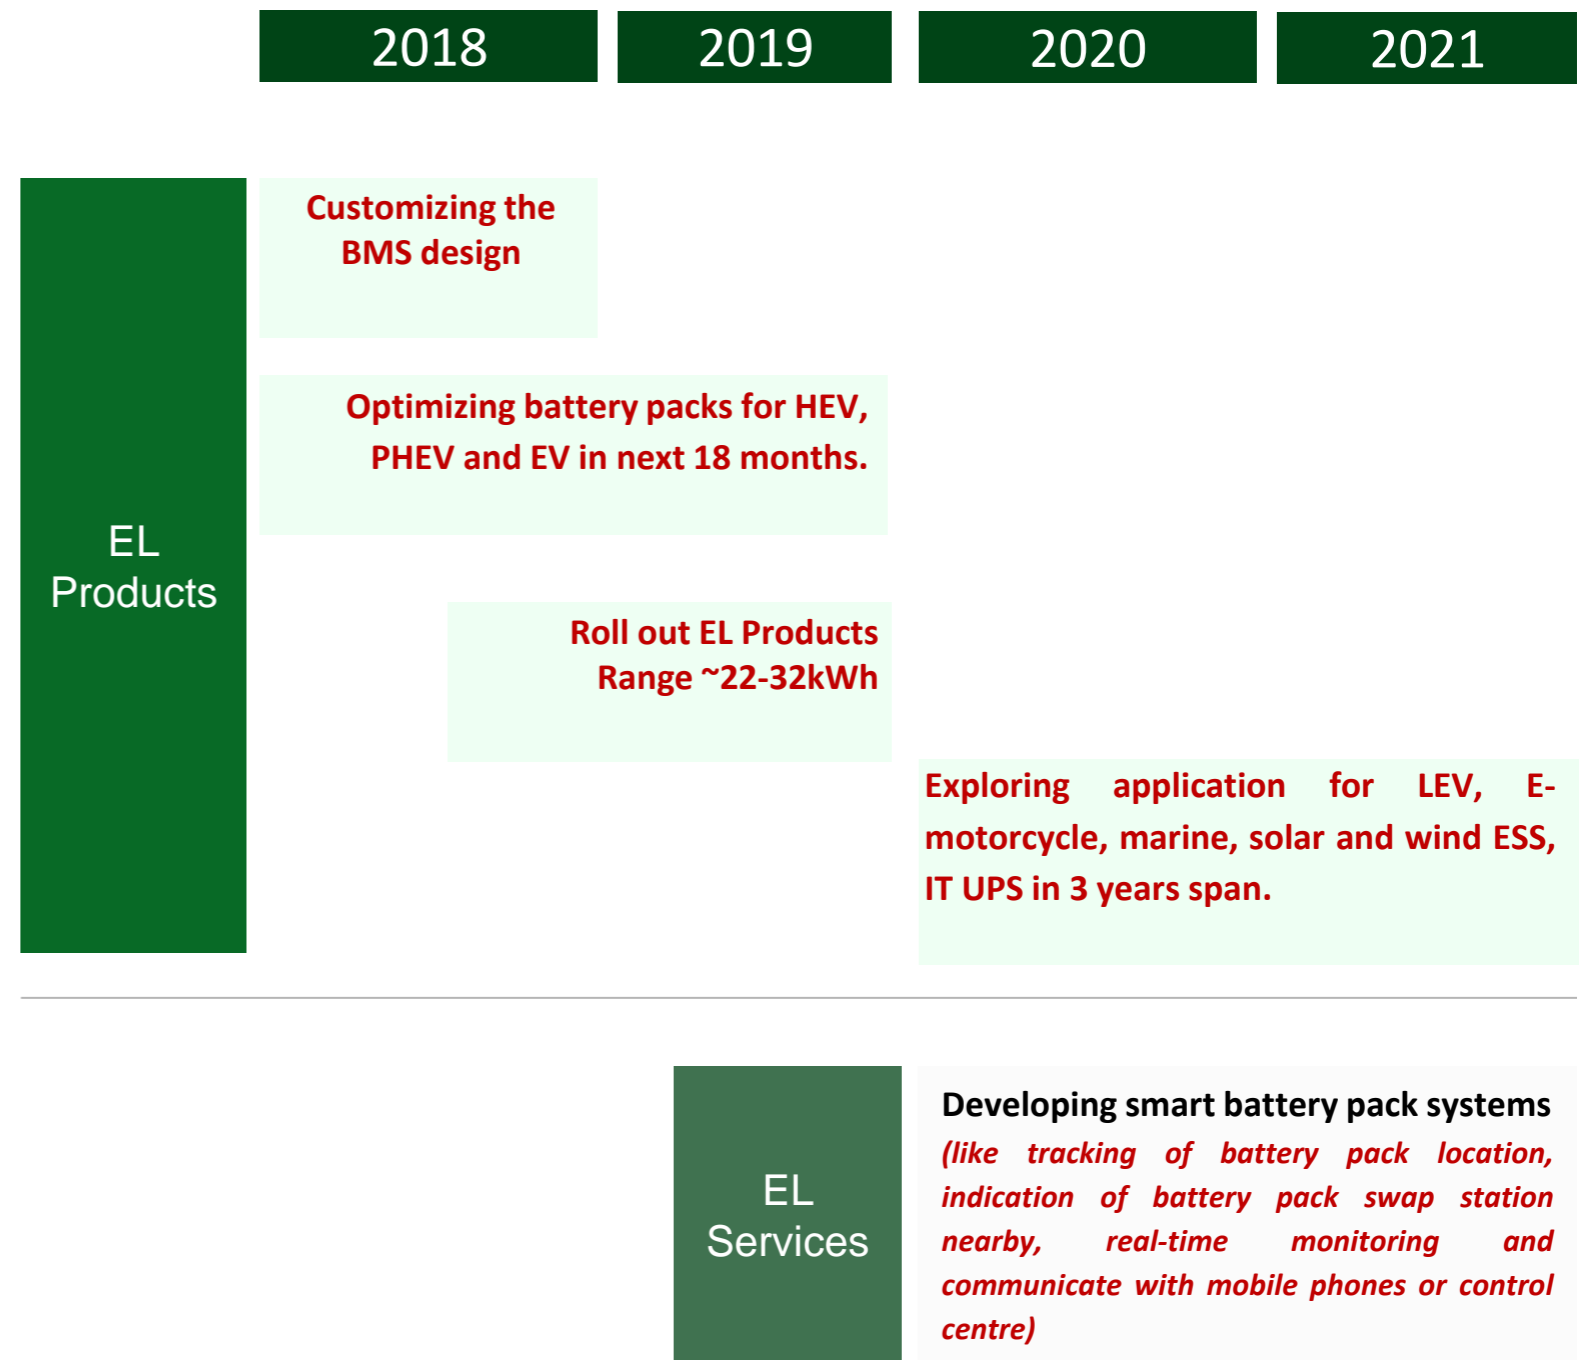 2018
2019
2020
2021
Customizing the
BMS design
Optimizing battery packs for HEV,
PHEV and EV in next 18 months.
EL
Products
Roll out EL Products
Range ~22-32kWh
Exploring application for LEV, E-
motorcycle, marine, solar and wind ESS,
IT UPS in 3 years span.
EL
Services
Developing smart battery pack systems
(like tracking of battery pack location,
indication of battery pack swap station
nearby, real-time monitoring and
communicate with mobile phones or control
centre)